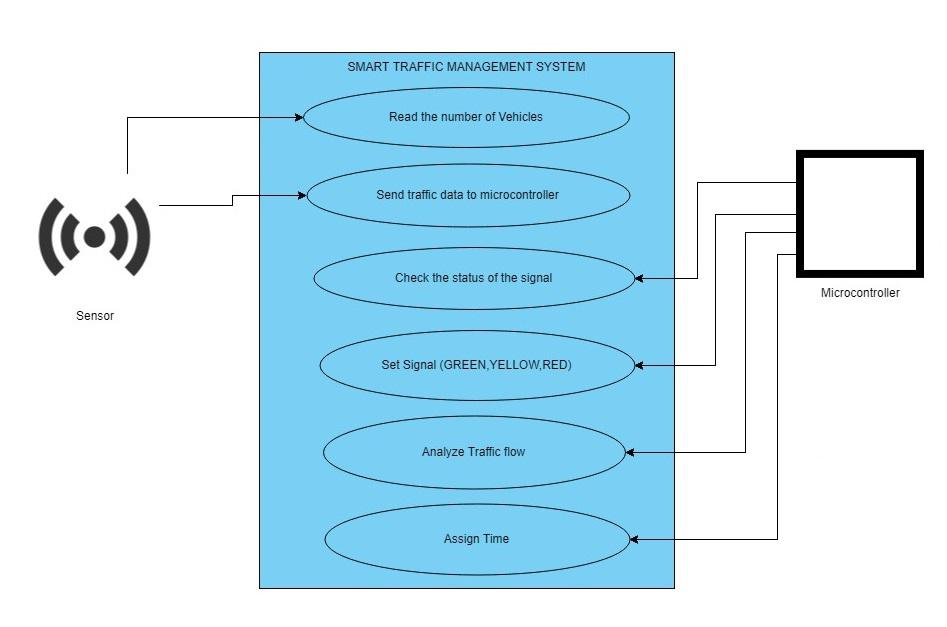 SMART TRAFFIC MANAGEMENT SYSTEM
Read the number of Vehicles
Send traffic data to microcontroller
Check the status of the signal
Set Signal (GREEN,YELLOW,RED)
Analyze Traffic flow
Assign Time
Sensor
Microcontroller